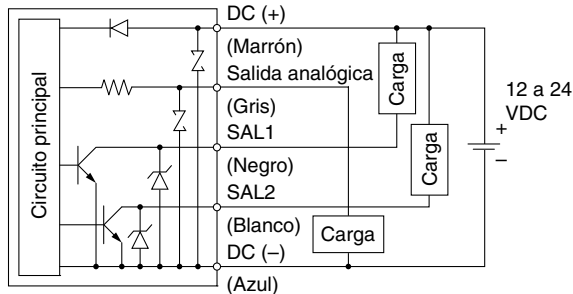 DC (+)
(Marrón)
Salida analógica
(Gris)
SAL1
(Negro)
SAL2
(Blanco)
DC (–)
(Azul)
Circuito principal
Carga
Carga
Carga
12 a 24
VDC
+
–